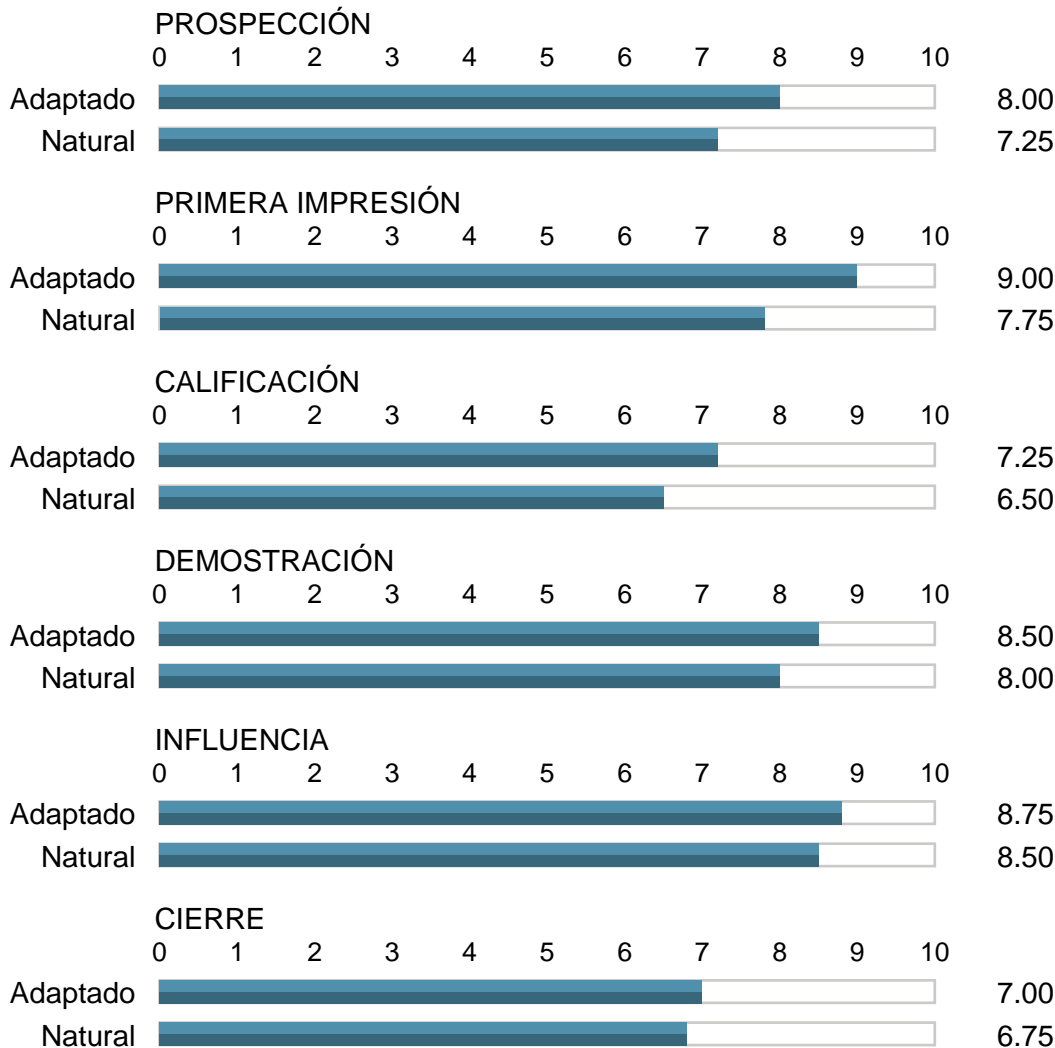 PROSPECCIÓN
0 1 2 3 4 5 6 7 8 9 10
Adaptado 8.00
Natural 7.25
PRIMERA IMPRESIÓN
0 1 2 3 4 5 6 7 8 9 10
Adaptado 9.00
Natural 7.75
CALIFICACIÓN
0 1 2 3 4 5 6 7 8 9 10
Adaptado 7.25
Natural 6.50
DEMOSTRACIÓN
0 1 2 3 4 5 6 7 8 9 10
Adaptado 8.50
Natural 8.00
INFLUENCIA
0 1 2 3 4 5 6 7 8 9 10
Adaptado 8.75
Natural 8.50
CIERRE
0 1 2 3 4 5 6 7 8 9 10
Adaptado 7.00
Natural 6.75